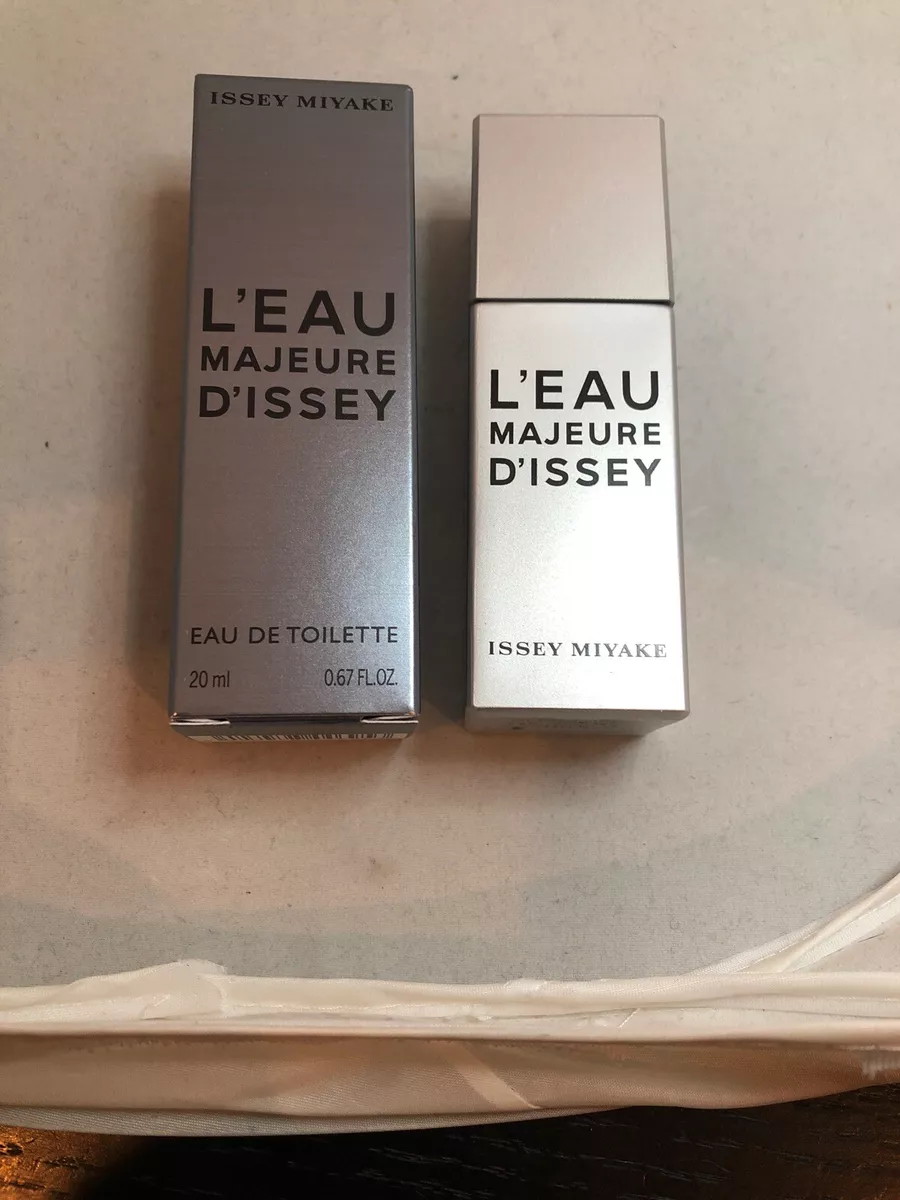 ISSEY MIYAKE
L'EAU
MAJEURE
D'ISSEY
EAU DE TOILETTE
20 ml 0.67 FL.OZ.
L'EAU
MAJEURE
D'ISSEY
ISSEY MIYAKE